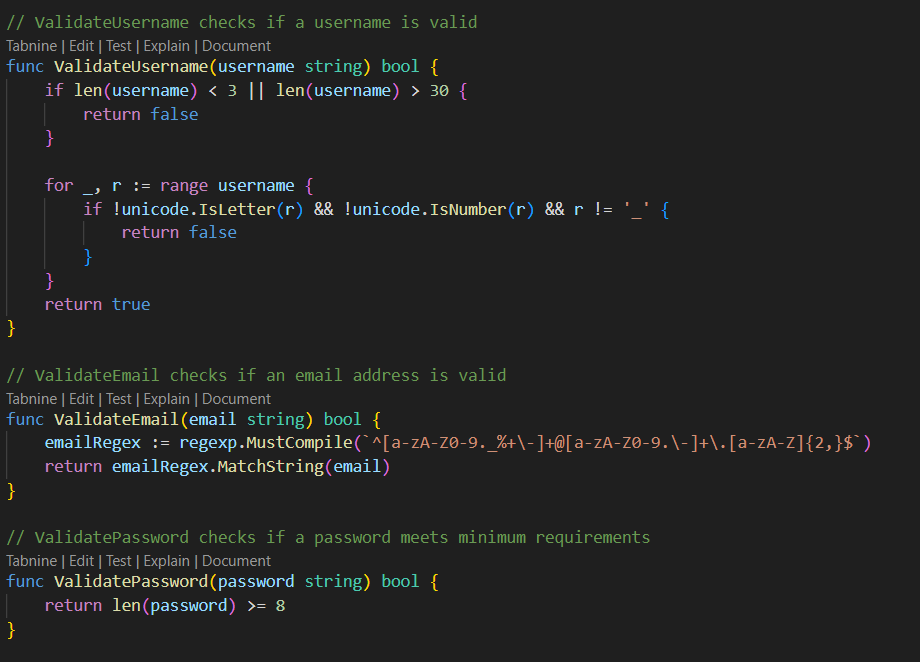 // ValidateUsername checks if a username is valid
Tabnine | Edit | Test | Explain | Document
func ValidateUsername(username string) bool {
    if len(username) < 3 || len(username) > 30 {
        return false
    }

    for _, r := range username {
        if !unicode.IsLetter(r) && !unicode.IsNumber(r) && r != '_' {
            return false
        }
    }
    return true
}

// ValidateEmail checks if an email address is valid
Tabnine | Edit | Test | Explain | Document
func ValidateEmail(email string) bool {
    emailRegex := regexp.MustCompile(`^[a-zA-Z0-9._%+\-]+@[a-zA-Z0-9.\-]+\.[a-zA-Z]{2,}$`)
    return emailRegex.MatchString(email)
}

// ValidatePassword checks if a password meets minimum requirements
Tabnine | Edit | Test | Explain | Document
func ValidatePassword(password string) bool {
    return len(password) >= 8
}